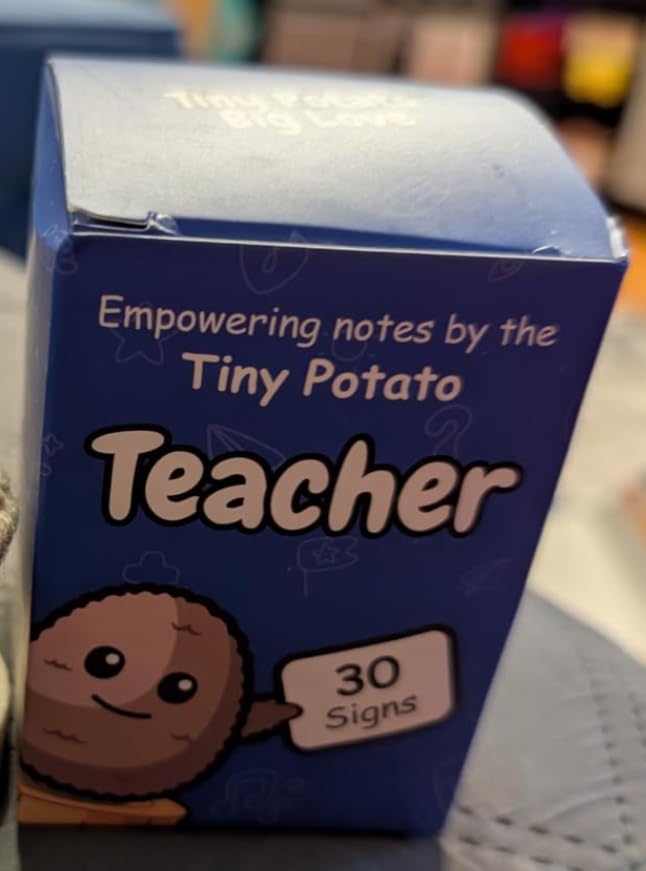 Tiny Potato
Big Love
Empowering notes by the
Tiny Potato
Teacher
30
Signs